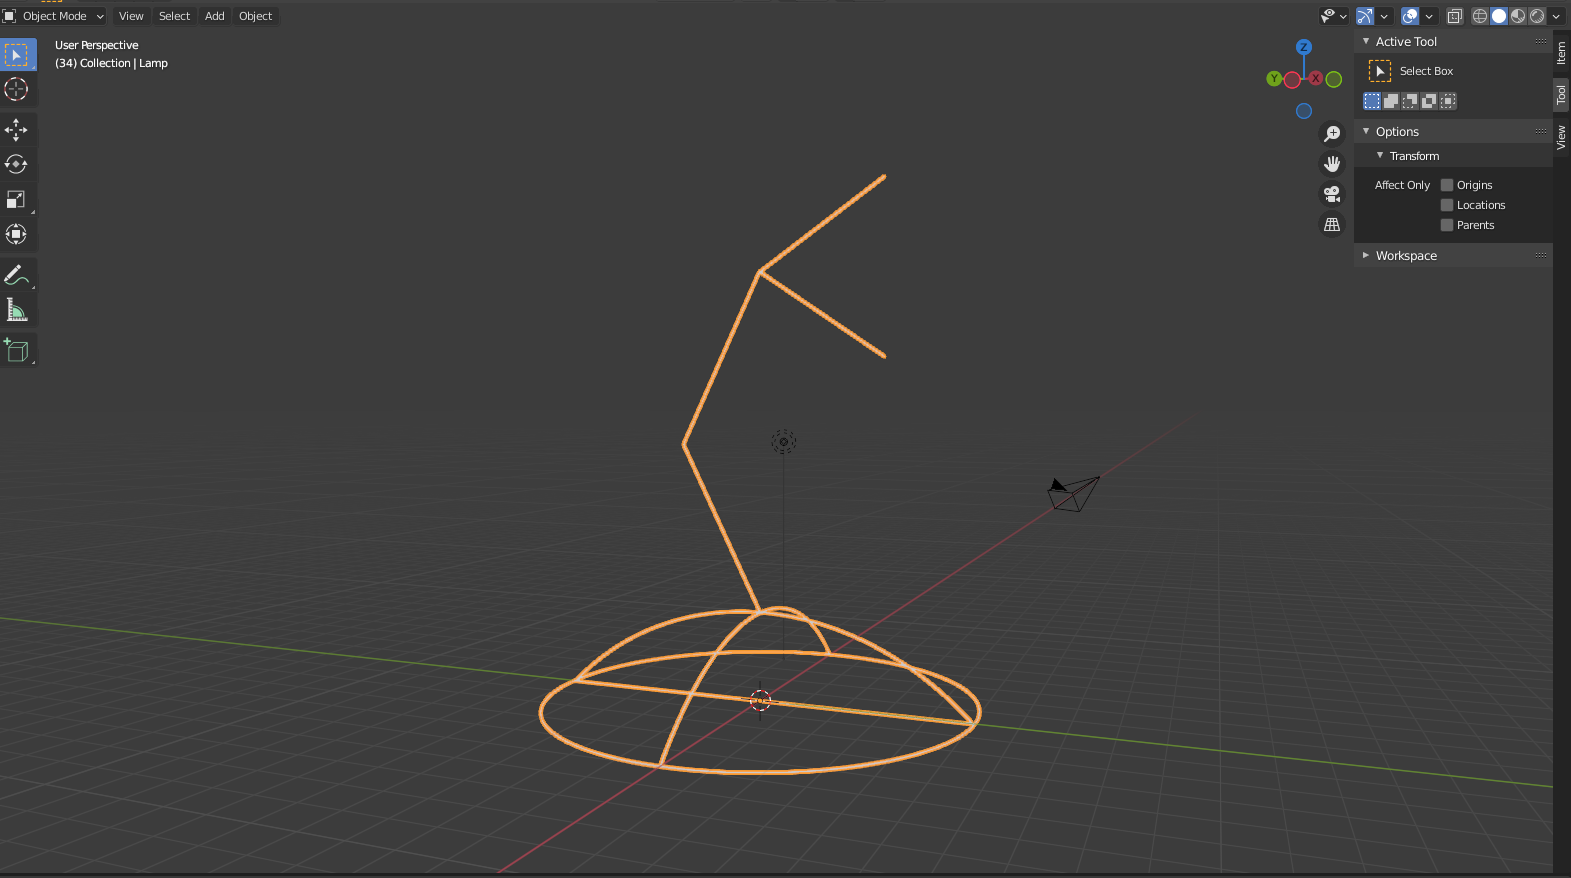 Object Mode View Select Add Object
User Perspective
(34) Collection | Lamp
Z
Y X
Active Tool
Select Box
Options
Transform
Affect Only Origins
Locations
Parents
Workspace
Item
Tool
View